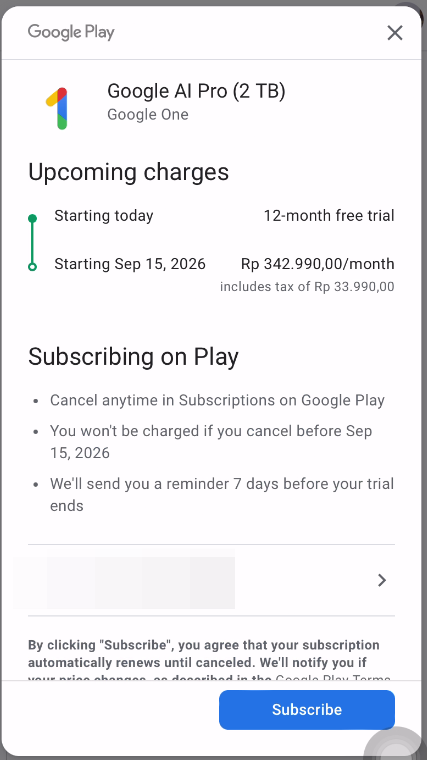 Google Play
Google AI Pro (2 TB)
Google One
Upcoming charges
Starting today 12-month free trial
Starting Sep 15, 2026 Rp 342.990,00/month
includes tax of Rp 33.990,00
Subscribing on Play
• Cancel anytime in Subscriptions on Google Play
• You won't be charged if you cancel before Sep
15, 2026
• We'll send you a reminder 7 days before your trial
ends
By clicking "Subscribe", you agree that your subscription
automatically renews until canceled. We'll notify you if
your price changes, as described in the Google Play Terms
Subscribe